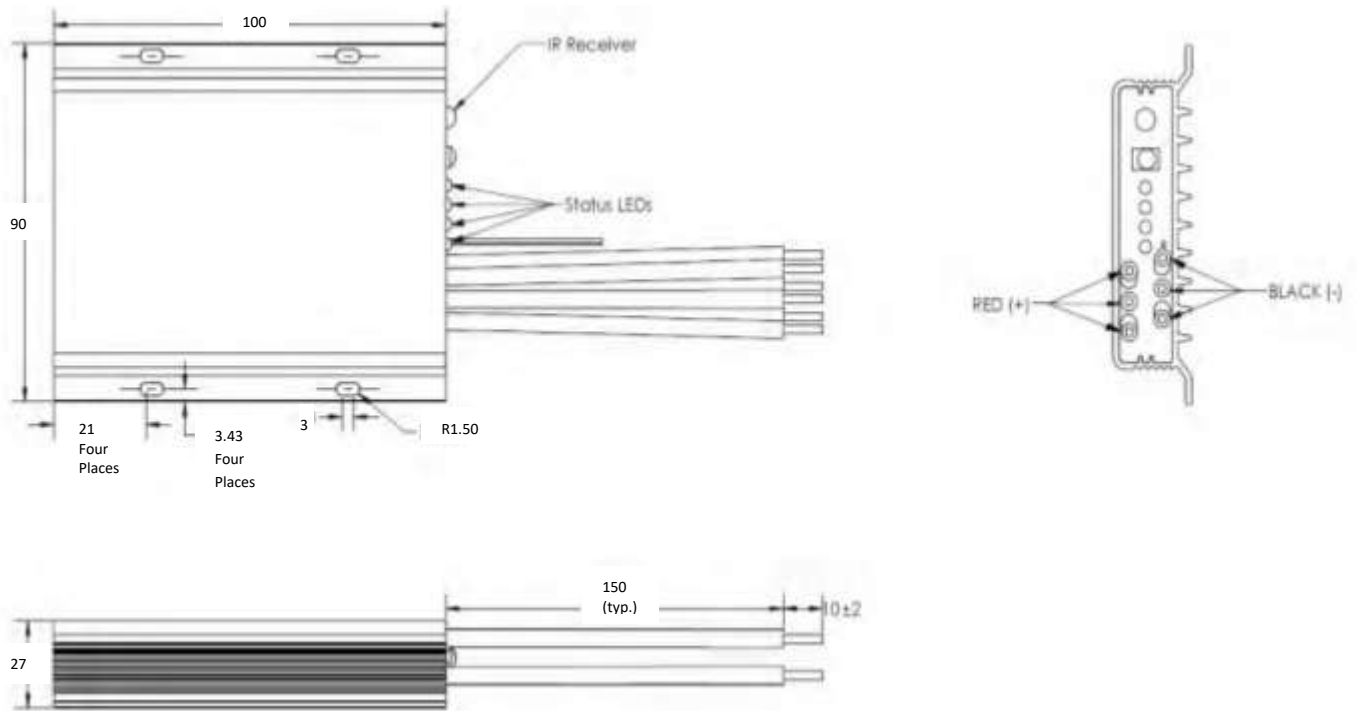 100
IR Receiver
90
Status LEDs
RED (+)
BLACK (-)
21
Four
Places
3.43
Four
Places
3
R1.50
150
(typ.)
10±2
27